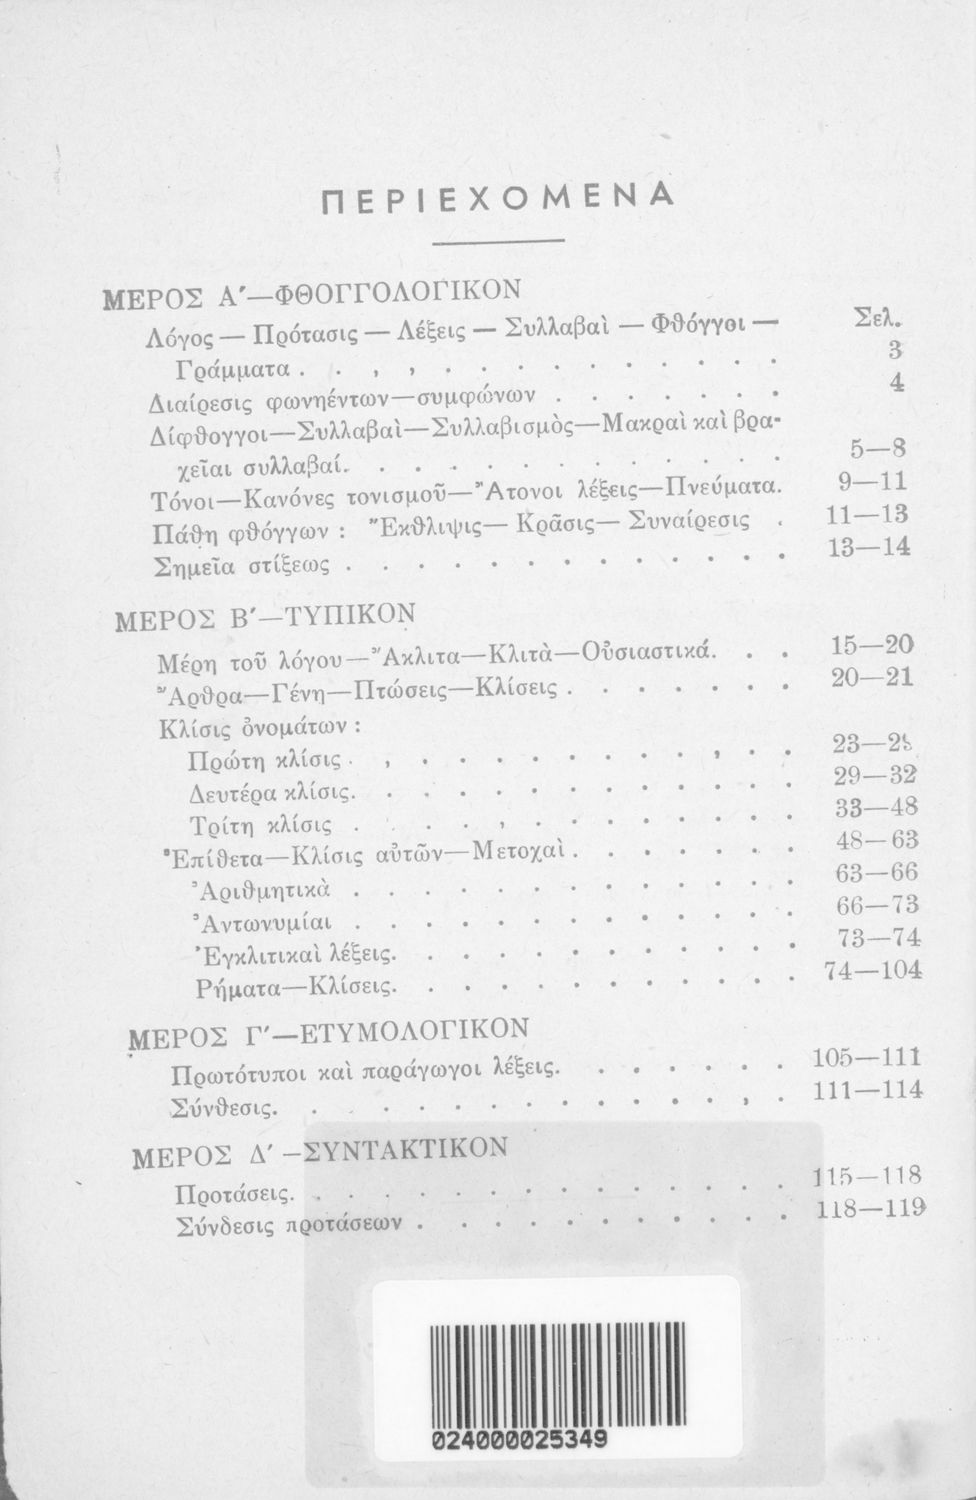 ΠΕΡΙΕΧΟΜΕΝΑ
ΜΕΡΟΣ Α΄—ΦΘΟΓΓΟΛΟΓΙΚΟΝ
Σελ.
Λόγος — Πρότασις — Λέξεις — Συλλαβαὶ — Φθόγγοι —
Γράμματα . . . . . . . . . . . . . 3
Διαίρεσις φωνηέντων—συμφώνων . . . . . . . 4
Δίφθογγοι—Συλλαβαὶ—Συλλαβισμὸς—Μακραὶ καὶ βρα-
χεῖαι συλλαβαί. . . . . . . . . . . . . 5—8
Τόνοι—Κανόνες τονισμοῦ—Ἄτονοι λέξεις—Πνεύματα. 9—11
Πάθη φθόγγων : Ἔκθλιψις— Κρᾶσις— Συναίρεσις . 11—13
Σημεῖα στίξεως . . . . . . . . . . . . . 13—14
ΜΕΡΟΣ Β΄—ΤΥΠΙΚΟΝ
Μέρη τοῦ λόγου—Ἄκλιτα—Κλιτὰ—Οὐσιαστικά. . . 15—20
Ἄρθρα—Γένη—Πτώσεις—Κλίσεις . . . . . . . 20—21
Κλίσις ὀνομάτων :
Πρώτη κλίσις . . . . . . . . . . . . . 23—28
Δευτέρα κλίσις. . . . . . . . . . . . . 29—32
Τρίτη κλίσις . . . . . . . . . . . . . 33—48
Ἐπίθετα—Κλίσις αὐτῶν—Μετοχαὶ . . . . . . . 48—63
Ἀριθμητικὰ . . . . . . . . . . . . . 63—66
Ἀντωνυμίαι . . . . . . . . . . . . . 66—73
Ἐγκλιτικαὶ λέξεις. . . . . . . . . . . . 73—74
Ρήματα—Κλίσεις. . . . . . . . . . . . 74—104
ΜΕΡΟΣ Γ΄—ΕΤΥΜΟΛΟΓΙΚΟΝ
Πρωτότυποι καὶ παράγωγοι λέξεις. . . . . . . 105—111
Σύνθεσις. . . . . . . . . . . . . . . 111—114
ΜΕΡΟΣ Δ΄—ΣΥΝΤΑΚΤΙΚΟΝ
Προτάσεις. . . . . . . . . . . . . . . 115—118
Σύνδεσις προτάσεων . . . . . . . . . . . 118—119
024000025349